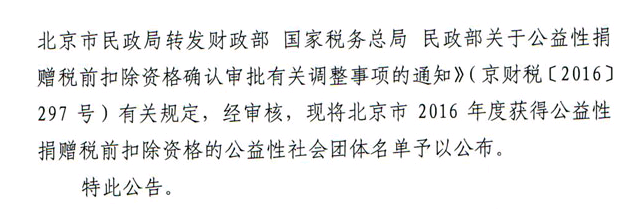 北京市民政局转发财政部 国家税务总局 民政部关于公益性捐
赠税前扣除资格确认审批有关调整事项的通知》（京财税〔2016〕
297 号）有关规定，经审核，现将北京市 2016 年度获得公益性
捐赠税前扣除资格的公益性社会团体名单予以公布。
特此公告。